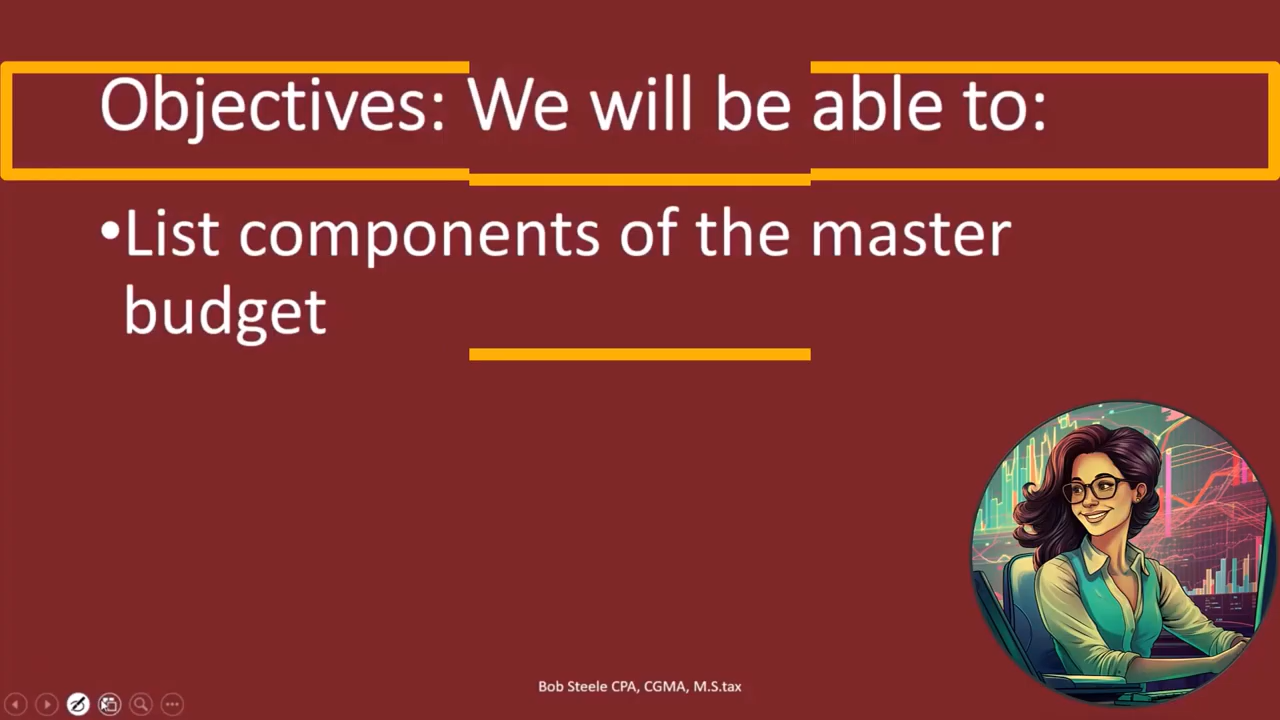 Objectives: We will be able to:
•List components of the master
budget
Bob Steele CPA, CGMA, M.S.tax